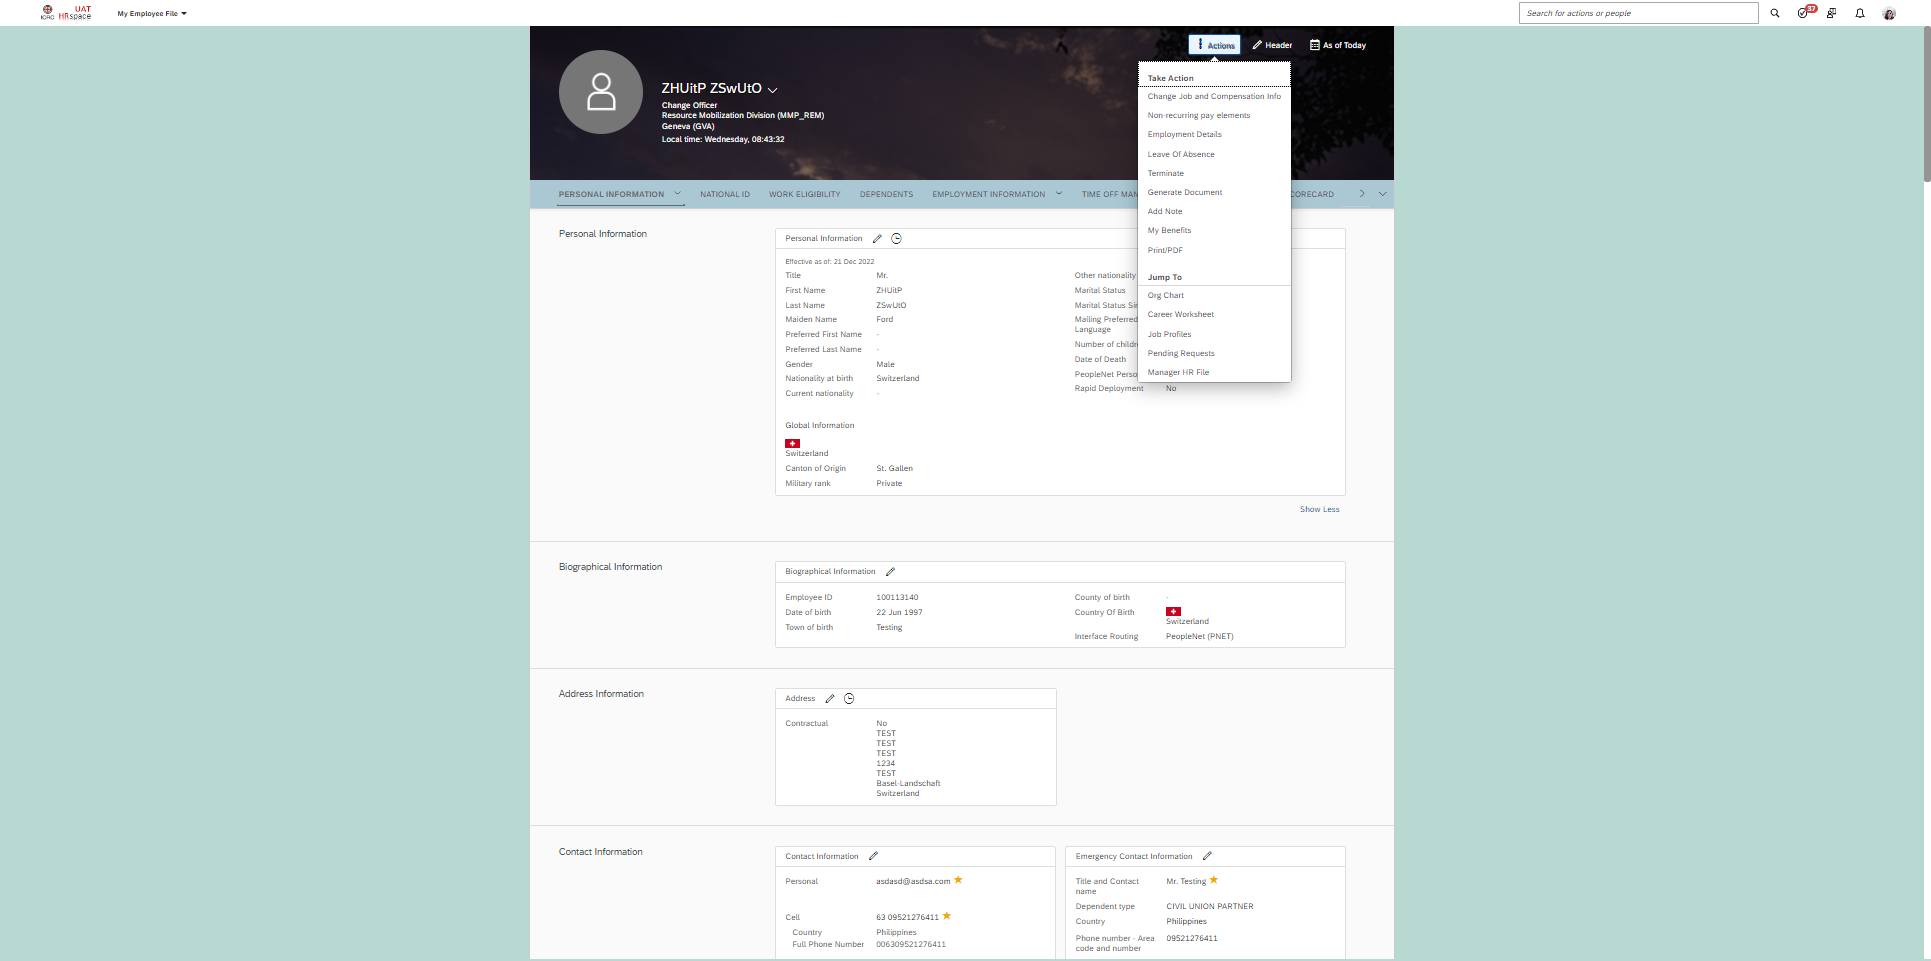 ICRC
UAT
HRspace
My Employee File
Search for actions or people
37
Actions
Header
As of Today
ZHUitP ZSwUtO
Change Officer
Resource Mobilization Division (MMP_REM)
Geneva (GVA)
Local time: Wednesday, 08:43:32
Take Action
Change Job and Compensation Info
Non-recurring pay elements
Employment Details
Leave Of Absence
Terminate
Generate Document
Add Note
My Benefits
Print/PDF
Jump To
Org Chart
Career Worksheet
Job Profiles
Pending Requests
Manager HR File
PERSONAL INFORMATION
NATIONAL ID
WORK ELIGIBILITY
DEPENDENTS
EMPLOYMENT INFORMATION
TIME OFF MAN
CORECARD
Personal Information
Personal Information
Effective as of: 21 Dec 2022
Title Mr.
First Name ZHUitP
Last Name ZSwUtO
Maiden Name Ford
Preferred First Name -
Preferred Last Name -
Gender Male
Nationality at birth Switzerland
Current nationality -
Other nationality
Marital Status
Marital Status Sin
Mailing Preferred
Language
Number of childr
Date of Death
PeopleNet Perso
Rapid Deployment No
Global Information
Switzerland
Canton of Origin St. Gallen
Military rank Private
Show Less
Biographical Information
Biographical Information
Employee ID 100113140
Date of birth 22 Jun 1997
Town of birth Testing
County of birth -
Country Of Birth
Switzerland
Interface Routing PeopleNet (PNET)
Address Information
Address
Contractual No
TEST
TEST
TEST
1234
TEST
Basel-Landschaft
Switzerland
Contact Information
Contact Information
Personal asdasd@asdsa.com
Cell 63 09521276411
Country Philippines
Full Phone Number 006309521276411
Emergency Contact Information
Title and Contact Mr. Testing
name
Dependent type CIVIL UNION PARTNER
Country Philippines
Phone number - Area 09521276411
code and number